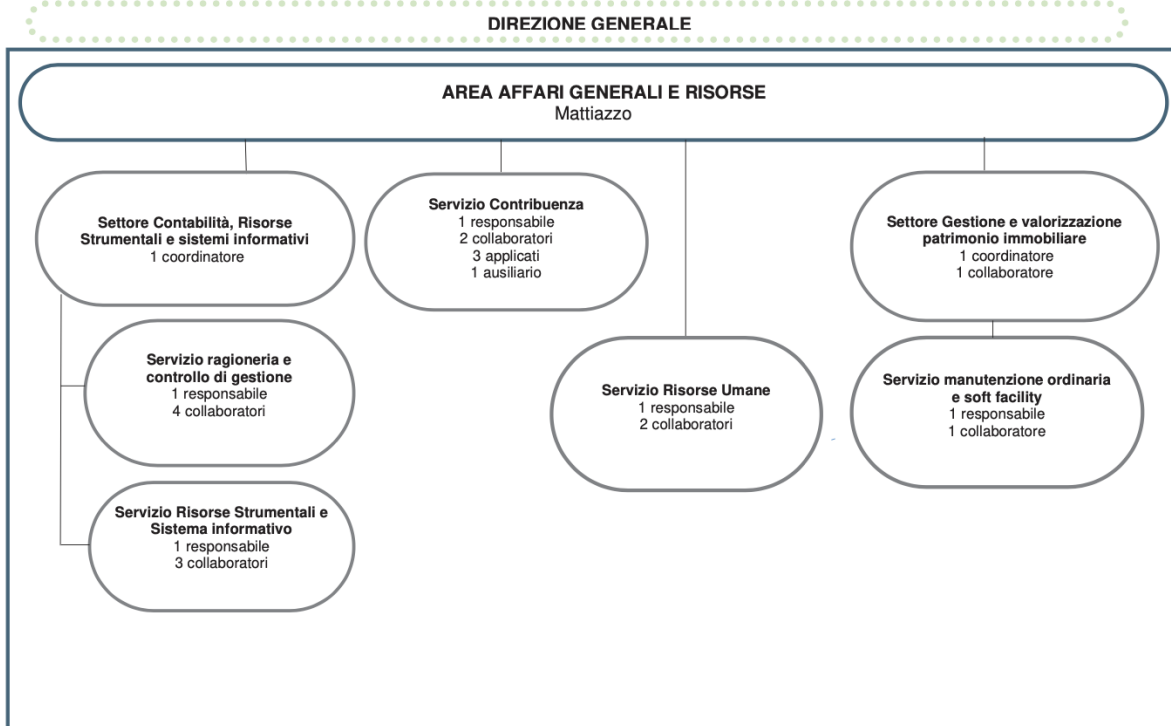 DIREZIONE GENERALE
AREA AFFARI GENERALI E RISORSE
Mattiazzo
Settore Contabilità, Risorse
Strumentali e sistemi informativi
1 coordinatore
Servizio ragioneria e
controllo di gestione
1 responsabile
4 collaboratori
Servizio Risorse Strumentali e
Sistema informativo
1 responsabile
3 collaboratori
Servizio Contribuenza
1 responsabile
2 collaboratori
3 applicati
1 ausiliario
Servizio Risorse Umane
1 responsabile
2 collaboratori
Settore Gestione e valorizzazione
patrimonio immobiliare
1 coordinatore
1 collaboratore
Servizio manutenzione ordinaria
e soft facility
1 responsabile
1 collaboratore